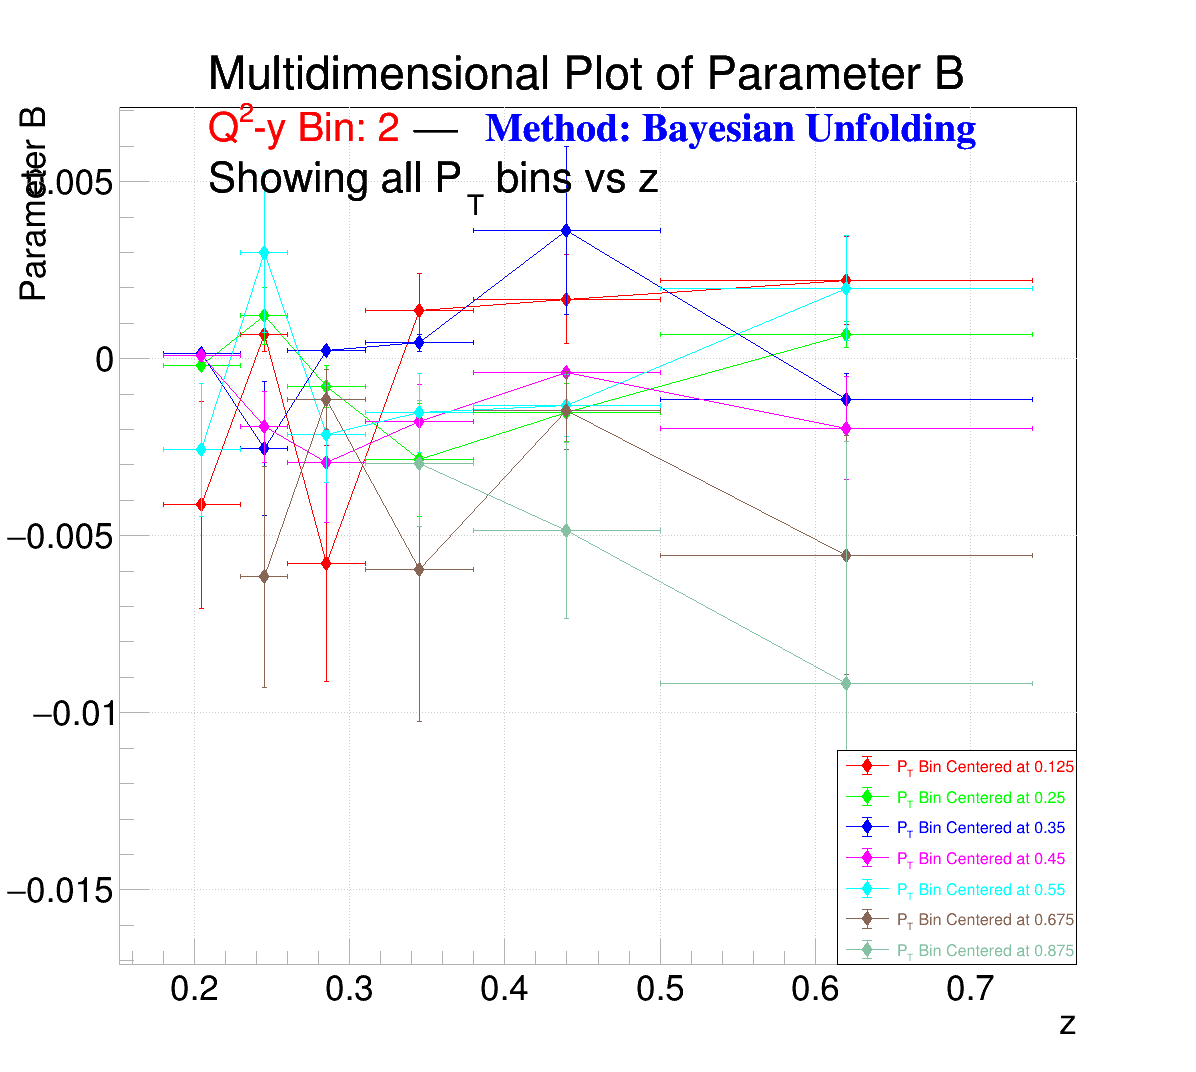 Multidimensional Plot of Parameter B
Q2-y Bin: 2 — Method: Bayesian Unfolding
Showing all PT bins vs z
Parameter B
0.005
0
−0.005
−0.01
−0.015
PT Bin Centered at 0.125
PT Bin Centered at 0.25
PT Bin Centered at 0.35
PT Bin Centered at 0.45
PT Bin Centered at 0.55
PT Bin Centered at 0.675
PT Bin Centered at 0.875
0.2 0.3 0.4 0.5 0.6 0.7
z